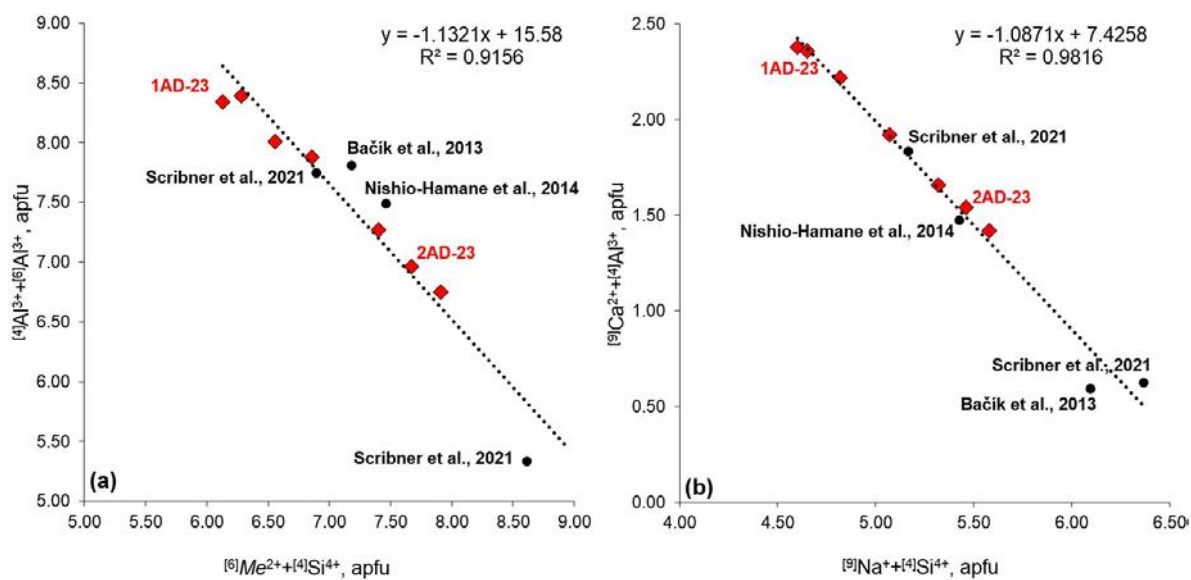 9.00
8.50
8.00
7.50
7.00
6.50
6.00
5.50
5.00
[4]Al3++[6]Al3+, apfu
y = -1.1321x + 15.58
R² = 0.9156
1AD-23
Bačík et al., 2013
Scribner et al., 2021
Nishio-Hamane et al., 2014
2AD-23
Scribner et al., 2021
(a)
5.00 5.50 6.00 6.50 7.00 7.50 8.00 8.50 9.00
[6]Me2++[4]Si4+, apfu
2.50
2.00
1.50
1.00
0.50
0.00
[9]Ca2++[4]Al3+, apfu
y = -1.0871x + 7.4258
R² = 0.9816
1AD-23
Scribner et al., 2021
2AD-23
Nishio-Hamane et al., 2014
Scribner et al., 2021
Bačík et al., 2013
(b)
4.00 4.50 5.00 5.50 6.00 6.50
[9]Na++[4]Si4+, apfu